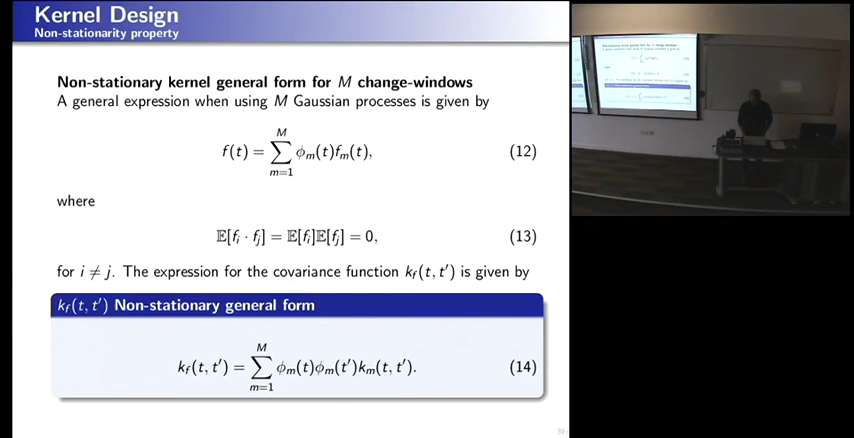 Kernel Design
Non-stationarity property
Non-stationary kernel general form for M change-windows
A general expression when using M Gaussian processes is given by
f(t) = ∑_{m=1}^{M} ϕ_m(t)f_m(t), (12)
where
𝔼[f_i · f_j] = 𝔼[f_i]𝔼[f_j] = 0, (13)
for i ≠ j. The expression for the covariance function k_f(t, t′) is given by
k_f(t, t′) Non-stationary general form
k_f(t, t′) = ∑_{m=1}^{M} ϕ_m(t)ϕ_m(t′)k_m(t, t′). (14)
39